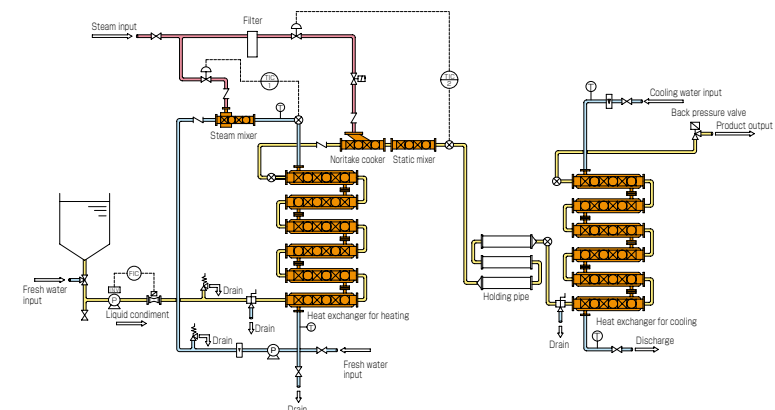 Steam input
Filter
TIC
1
TIC
2
T
Steam mixer
Noritake cooker
Static mixer
T
Cooling water input
Back pressure valve
Product output
Fresh water
input
FIC
P
Liquid condiment
Drain
Drain
Heat exchanger for heating
Holding pipe
Heat exchanger for cooling
Drain
T
Discharge
Drain
P
T
Fresh water
input
Drain